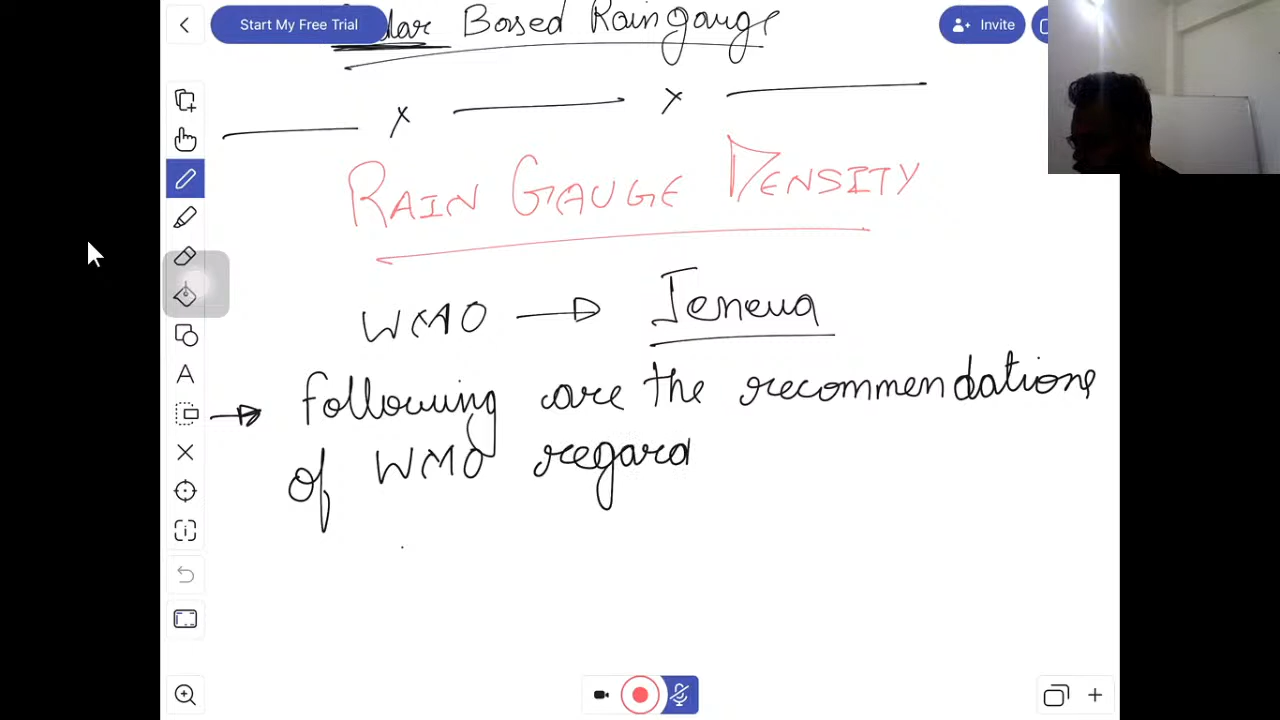 Start My Free Trial
Based Raingauge
Invite
x x
RAIN GAUGE DENSITY
WMO → Jeneva
→ following are the recommendations
of WMO regard
A